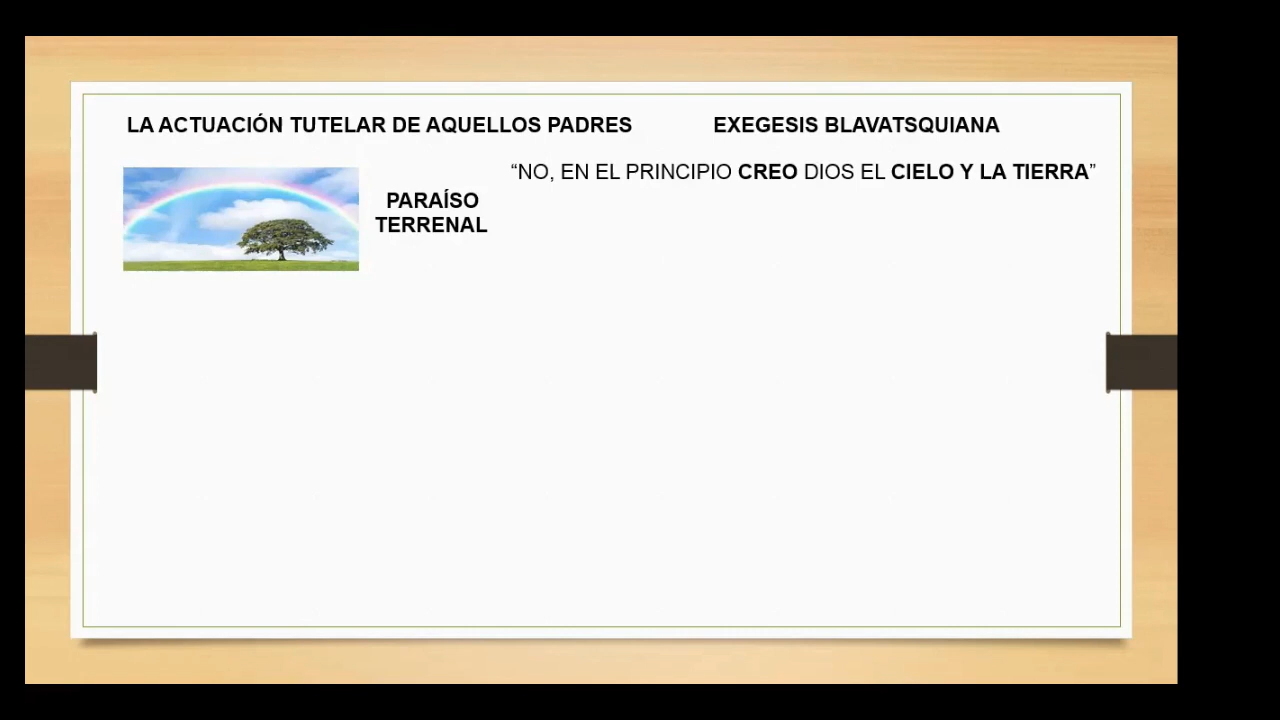 LA ACTUACIÓN TUTELAR DE AQUELLOS PADRES EXEGESIS BLAVATSQUIANA
“NO, EN EL PRINCIPIO CREO DIOS EL CIELO Y LA TIERRA”
PARAÍSO
TERRENAL